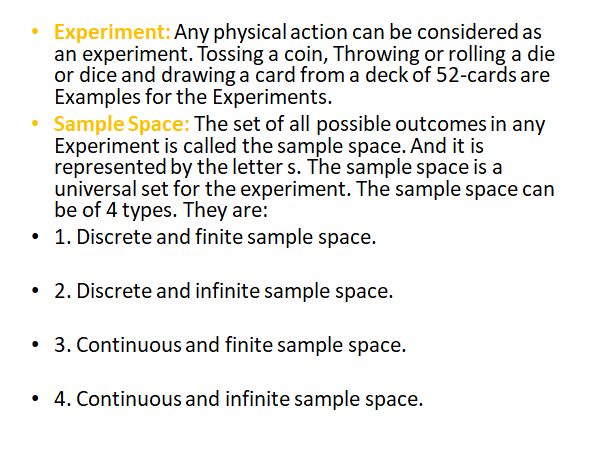 • Experiment: Any physical action can be considered as
an experiment. Tossing a coin, Throwing or rolling a die
or dice and drawing a card from a deck of 52-cards are
Examples for the Experiments.
• Sample Space: The set of all possible outcomes in any
Experiment is called the sample space. And it is
represented by the letter s. The sample space is a
universal set for the experiment. The sample space can
be of 4 types. They are:
• 1. Discrete and finite sample space.
• 2. Discrete and infinite sample space.
• 3. Continuous and finite sample space.
• 4. Continuous and infinite sample space.